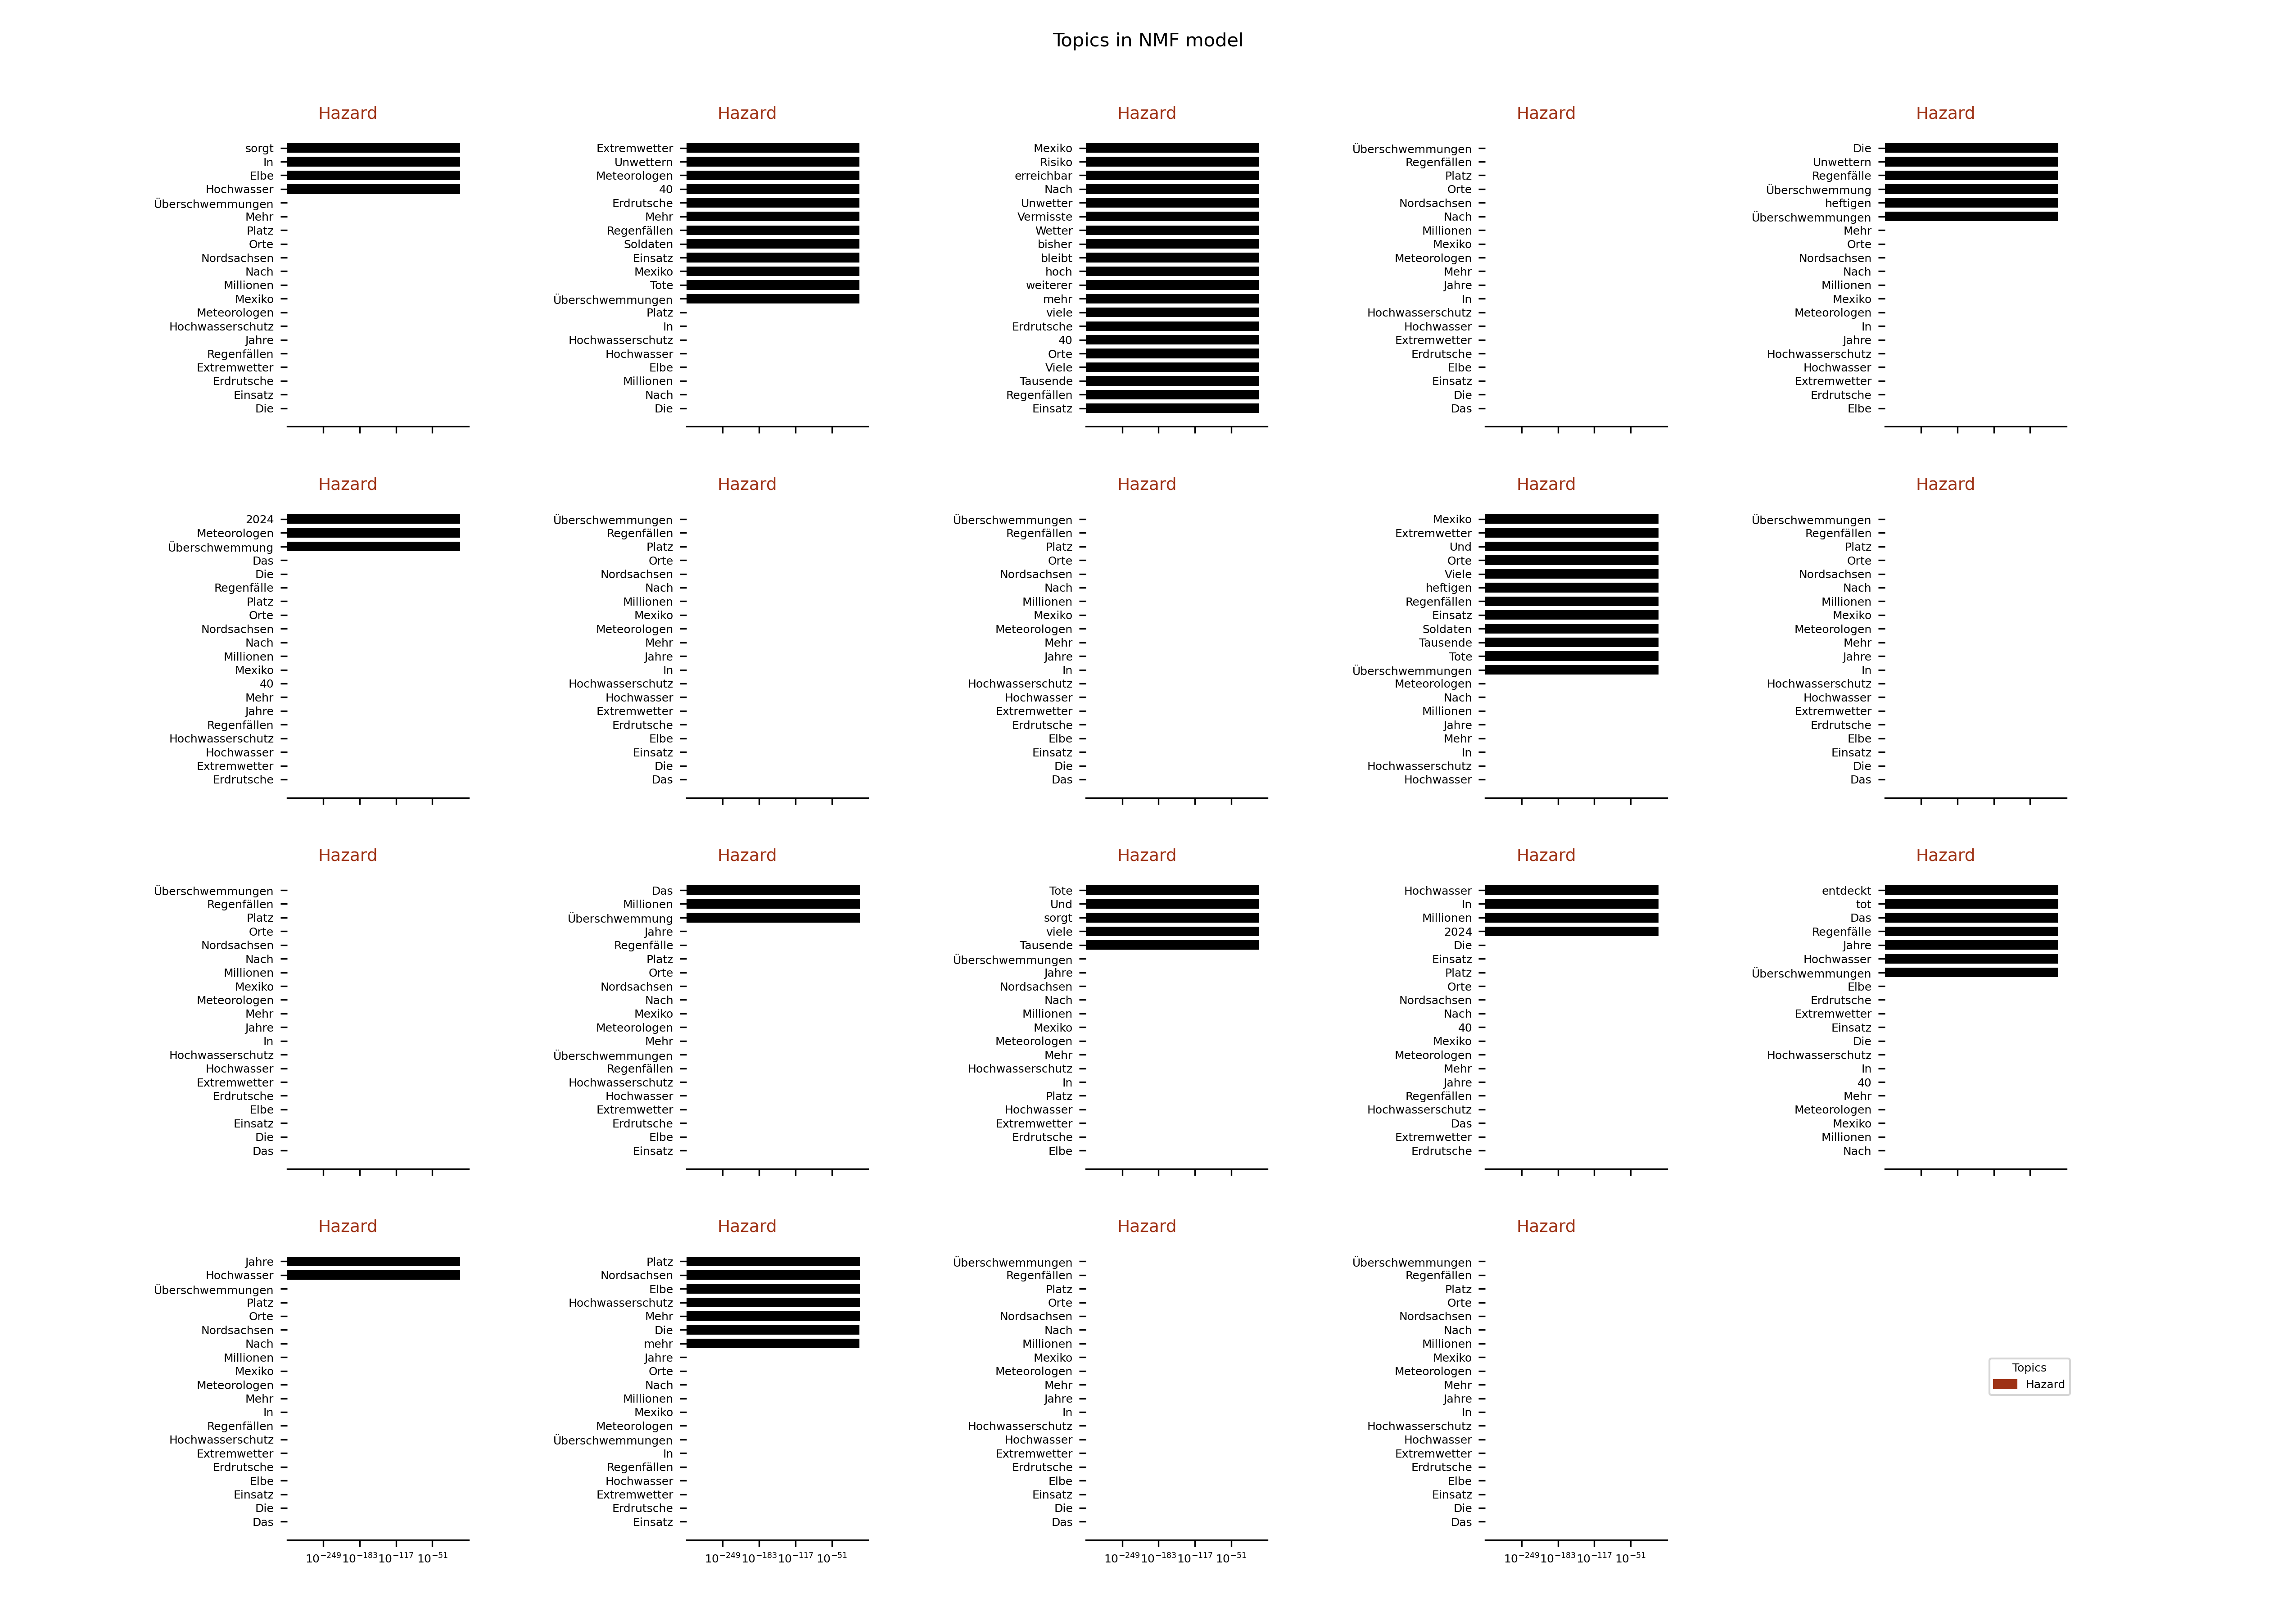 Topics in NMF model
Hazard
sorgt
In
Elbe
Hochwasser
Überschwemmungen
Mehr
Platz
Orte
Nordsachsen
Nach
Millionen
Mexiko
Meteorologen
Hochwasserschutz
Jahre
Regenfällen
Extremwetter
Erdrutsche
Einsatz
Die
Hazard
Extremwetter
Unwettern
Meteorologen
40
Erdrutsche
Mehr
Regenfällen
Soldaten
Einsatz
Mexiko
Tote
Überschwemmungen
Platz
In
Hochwasserschutz
Hochwasser
Elbe
Millionen
Nach
Die
Hazard
Mexiko
Risiko
erreichbar
Nach
Unwetter
Vermisste
Wetter
bisher
bleibt
hoch
weiterer
mehr
viele
Erdrutsche
40
Orte
Viele
Tausende
Regenfällen
Einsatz
Hazard
Überschwemmungen
Regenfällen
Platz
Orte
Nordsachsen
Nach
Millionen
Mexiko
Meteorologen
Mehr
Jahre
In
Hochwasserschutz
Hochwasser
Extremwetter
Erdrutsche
Elbe
Einsatz
Die
Das
Hazard
Die
Unwettern
Regenfälle
Überschwemmung
heftigen
Überschwemmungen
Mehr
Orte
Nordsachsen
Nach
Millionen
Mexiko
Meteorologen
In
Jahre
Hochwasserschutz
Hochwasser
Extremwetter
Erdrutsche
Elbe
Hazard
2024
Meteorologen
Überschwemmung
Das
Die
Regenfälle
Platz
Orte
Nordsachsen
Nach
Millionen
Mexiko
40
Mehr
Jahre
Regenfällen
Hochwasserschutz
Hochwasser
Extremwetter
Erdrutsche
Hazard
Überschwemmungen
Regenfällen
Platz
Orte
Nordsachsen
Nach
Millionen
Mexiko
Meteorologen
Mehr
Jahre
In
Hochwasserschutz
Hochwasser
Extremwetter
Erdrutsche
Elbe
Einsatz
Die
Das
Hazard
Überschwemmungen
Regenfällen
Platz
Orte
Nordsachsen
Nach
Millionen
Mexiko
Meteorologen
Mehr
Jahre
In
Hochwasserschutz
Hochwasser
Extremwetter
Erdrutsche
Elbe
Einsatz
Die
Das
Hazard
Mexiko
Extremwetter
Und
Orte
Viele
heftigen
Regenfällen
Einsatz
Soldaten
Tausende
Tote
Überschwemmungen
Meteorologen
Nach
Millionen
Jahre
Mehr
In
Hochwasserschutz
Hochwasser
Hazard
Überschwemmungen
Regenfällen
Platz
Orte
Nordsachsen
Nach
Millionen
Mexiko
Meteorologen
Mehr
Jahre
In
Hochwasserschutz
Hochwasser
Extremwetter
Erdrutsche
Elbe
Einsatz
Die
Das
Hazard
Überschwemmungen
Regenfällen
Platz
Orte
Nordsachsen
Nach
Millionen
Mexiko
Meteorologen
Mehr
Jahre
In
Hochwasserschutz
Hochwasser
Extremwetter
Erdrutsche
Elbe
Einsatz
Die
Das
Hazard
Das
Millionen
Überschwemmung
Jahre
Regenfälle
Platz
Orte
Nordsachsen
Nach
Mexiko
Meteorologen
Mehr
Überschwemmungen
Regenfällen
Hochwasserschutz
Hochwasser
Extremwetter
Erdrutsche
Elbe
Einsatz
Hazard
Tote
Und
sorgt
viele
Tausende
Überschwemmungen
Jahre
Nordsachsen
Nach
Millionen
Mexiko
Meteorologen
Mehr
Hochwasserschutz
In
Platz
Hochwasser
Extremwetter
Erdrutsche
Elbe
Hazard
Hochwasser
In
Millionen
2024
Die
Einsatz
Platz
Orte
Nordsachsen
Nach
40
Mexiko
Meteorologen
Mehr
Jahre
Regenfällen
Hochwasserschutz
Das
Extremwetter
Erdrutsche
Hazard
entdeckt
tot
Das
Regenfälle
Jahre
Hochwasser
Überschwemmungen
Elbe
Erdrutsche
Extremwetter
Einsatz
Die
Hochwasserschutz
In
40
Mehr
Meteorologen
Mexiko
Millionen
Nach
Hazard
Jahre
Hochwasser
Überschwemmungen
Platz
Orte
Nordsachsen
Nach
Millionen
Mexiko
Meteorologen
Mehr
In
Regenfällen
Hochwasserschutz
Extremwetter
Erdrutsche
Elbe
Einsatz
Die
Das
10⁻²⁴⁹ 10⁻¹⁸³ 10⁻¹¹⁷ 10⁻⁵¹
Hazard
Platz
Nordsachsen
Elbe
Hochwasserschutz
Mehr
Die
mehr
Jahre
Orte
Nach
Millionen
Mexiko
Meteorologen
Überschwemmungen
In
Regenfällen
Hochwasser
Extremwetter
Erdrutsche
Einsatz
10⁻²⁴⁹ 10⁻¹⁸³ 10⁻¹¹⁷ 10⁻⁵¹
Hazard
Überschwemmungen
Regenfällen
Platz
Orte
Nordsachsen
Nach
Millionen
Mexiko
Meteorologen
Mehr
Jahre
In
Hochwasserschutz
Hochwasser
Extremwetter
Erdrutsche
Elbe
Einsatz
Die
Das
10⁻²⁴⁹ 10⁻¹⁸³ 10⁻¹¹⁷ 10⁻⁵¹
Hazard
Überschwemmungen
Regenfällen
Platz
Orte
Nordsachsen
Nach
Millionen
Mexiko
Meteorologen
Mehr
Jahre
In
Hochwasserschutz
Hochwasser
Extremwetter
Erdrutsche
Elbe
Einsatz
Die
Das
10⁻²⁴⁹ 10⁻¹⁸³ 10⁻¹¹⁷ 10⁻⁵¹
Topics
Hazard